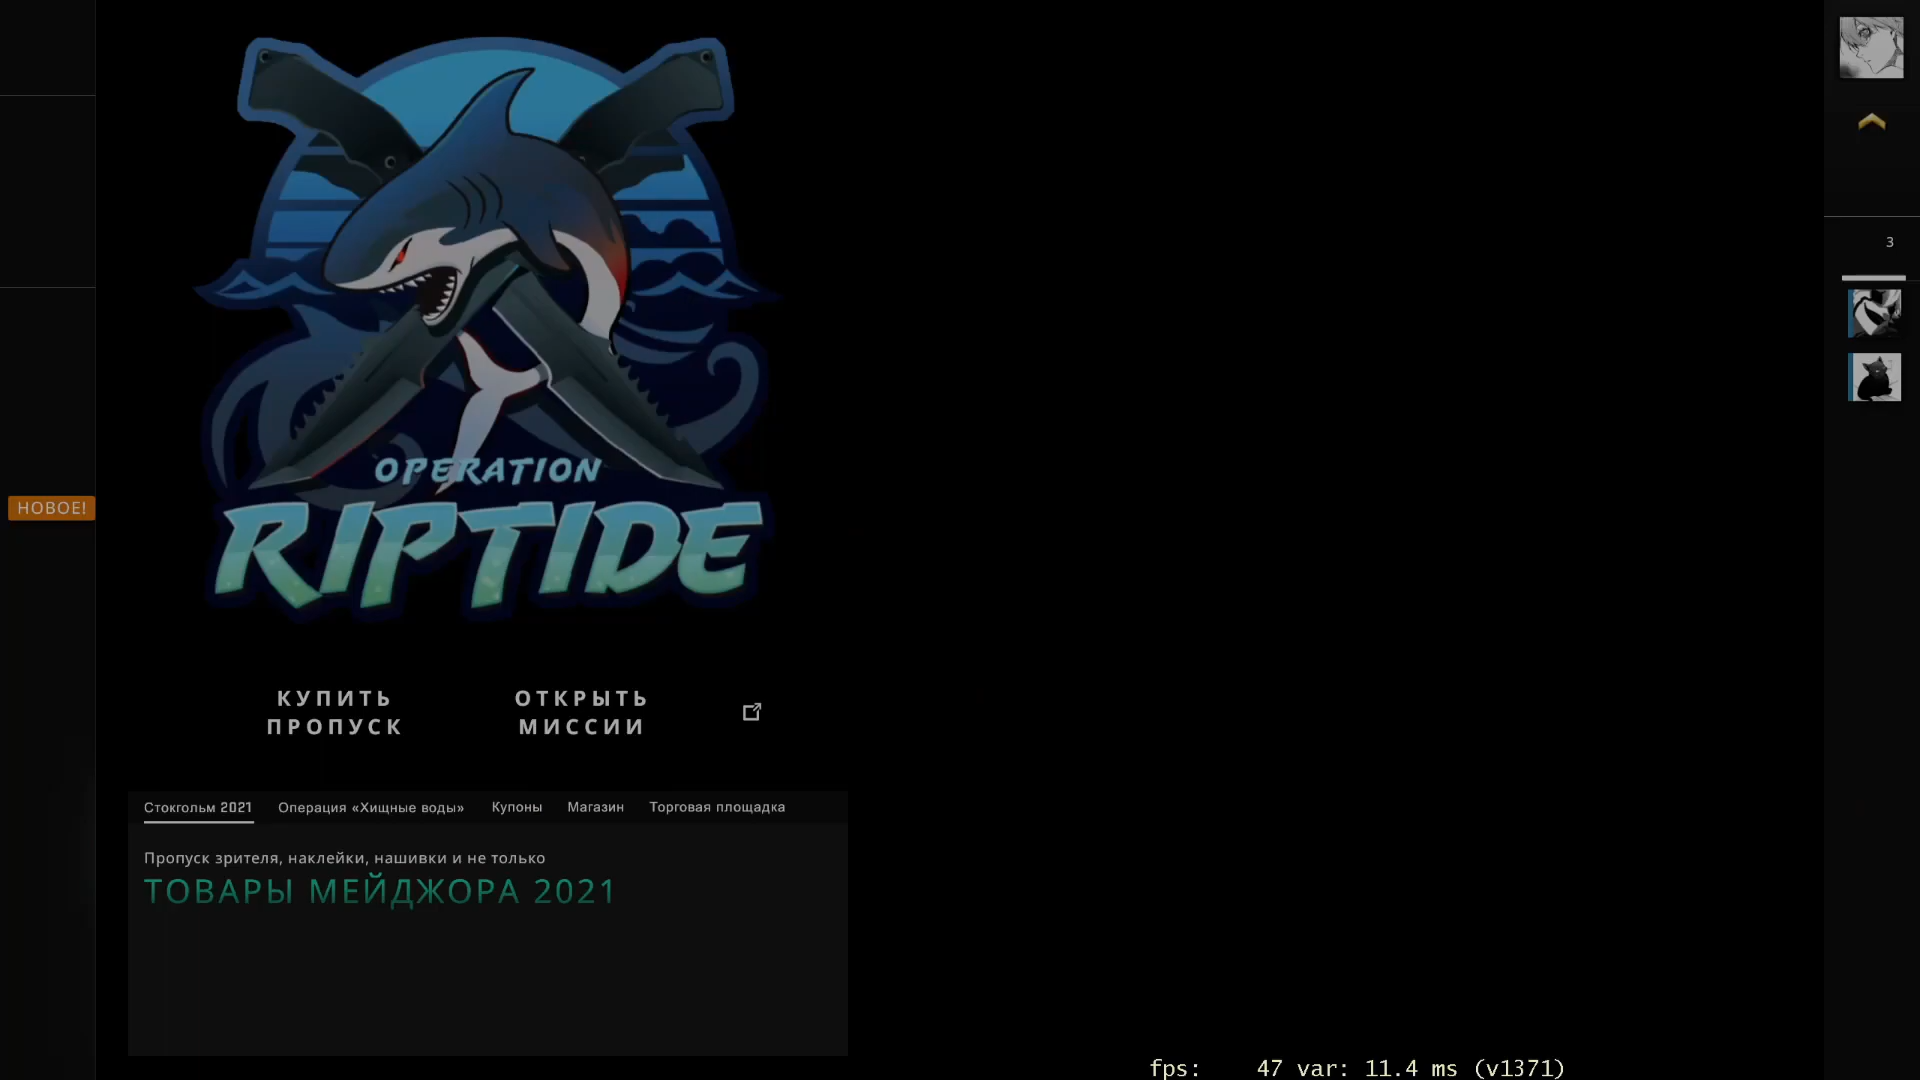 OPERATION
RIPTIDE
НОВОЕ!
КУПИТЬ
ПРОПУСК
ОТКРЫТЬ
МИССИИ
Стокгольм 2021 Операция «Хищные воды» Купоны Магазин Торговая площадка
Пропуск зрителя, наклейки, нашивки и не только
ТОВАРЫ МЕЙДЖОРА 2021
3
fps: 47 var: 11.4 ms (v1371)